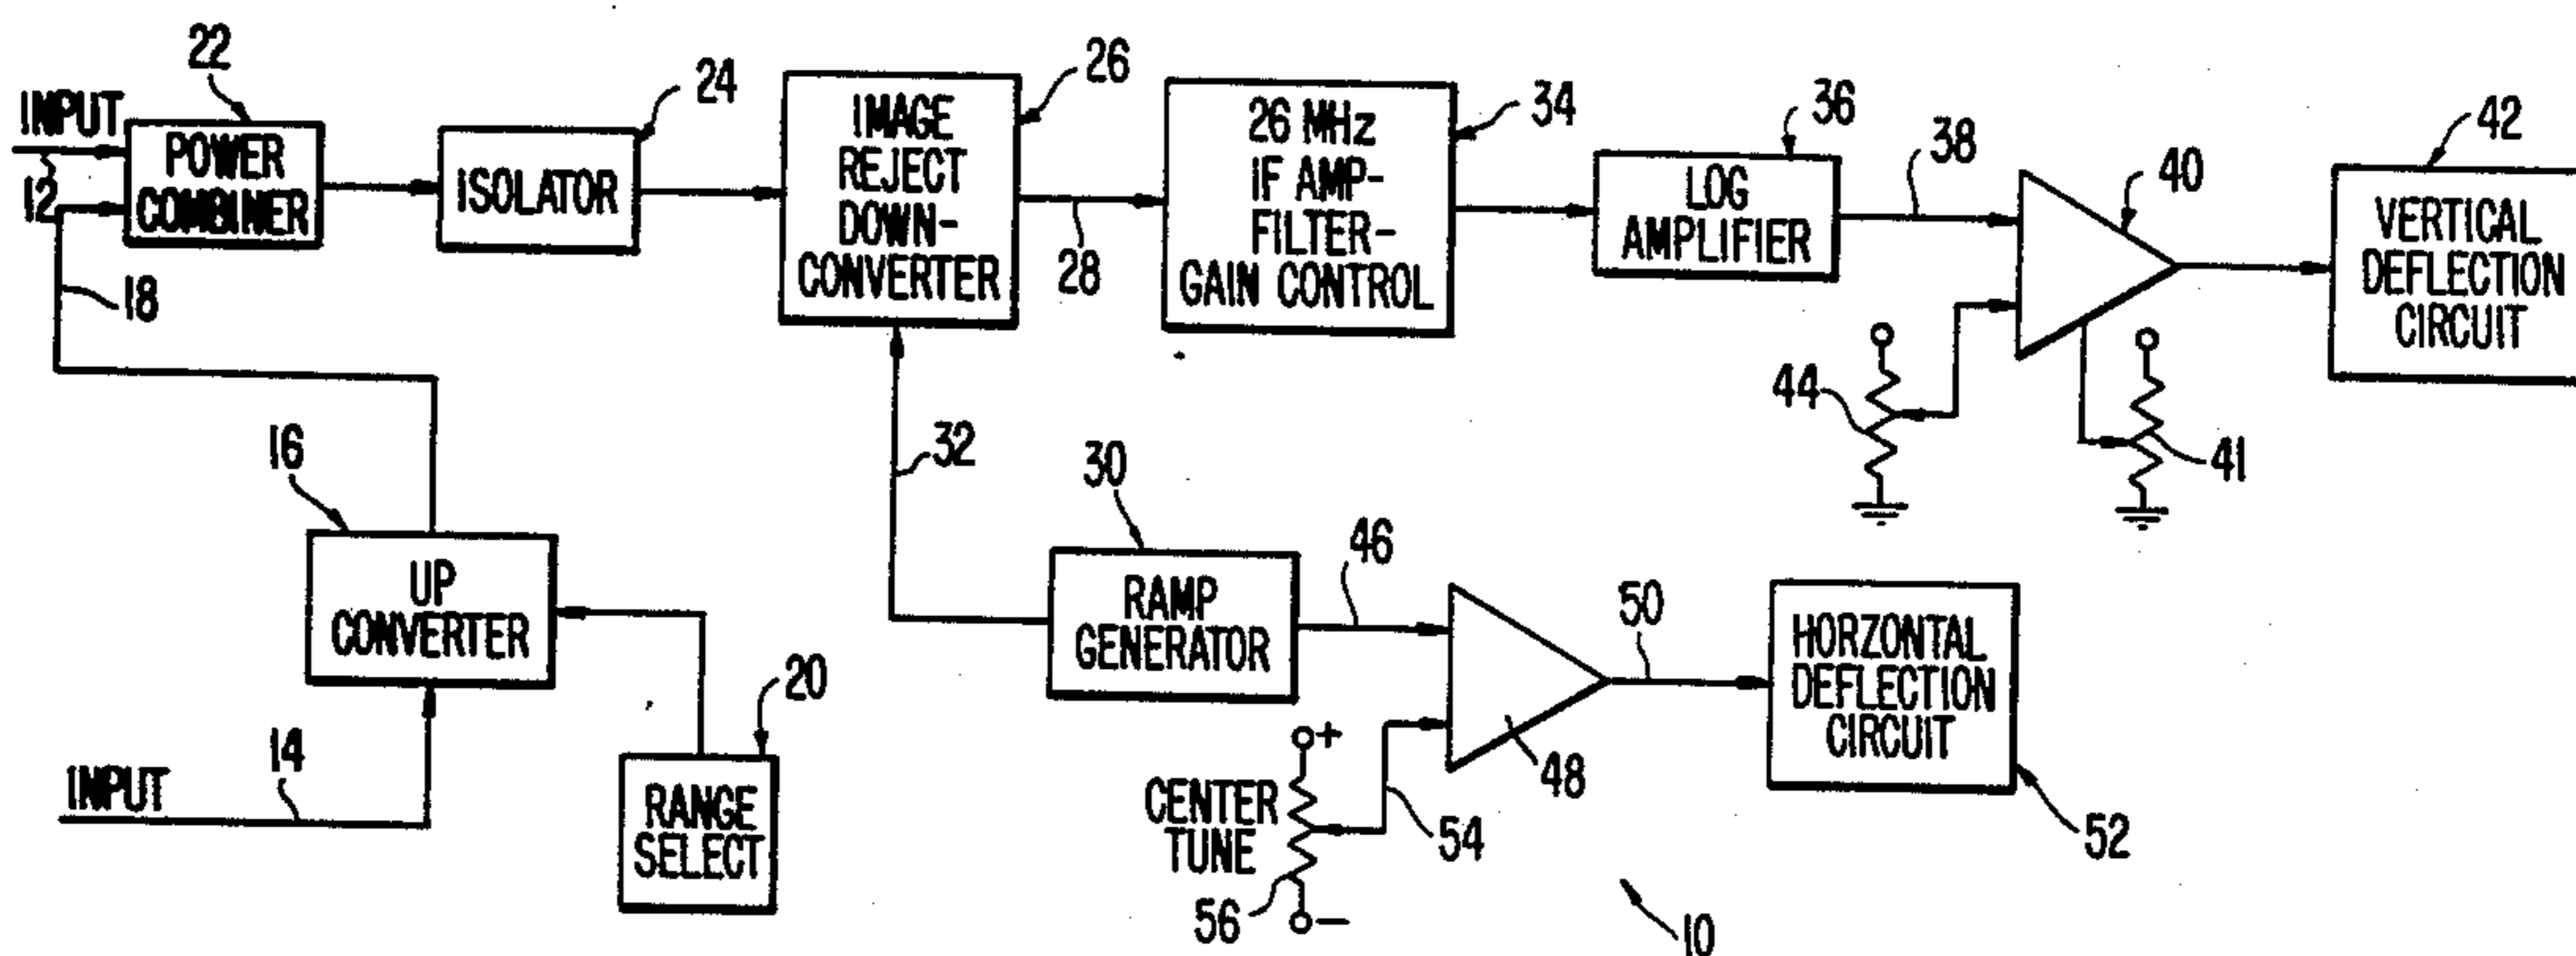 INPUT
12
22
POWER
COMBINER
18
24
ISOLATOR
26
IMAGE
REJECT
DOWN-
CONVERTER
28
34
26 MHz
IF AMP-
FILTER-
GAIN CONTROL
36
LOG
AMPLIFIER
38
40
42
VERTICAL
DEFLECTION
CIRCUIT
44
41
16
UP
CONVERTER
32
30
RAMP
GENERATOR
46
50
HORZONTAL
DEFLECTION
CIRCUIT
52
48
INPUT
14
20
RANGE
SELECT
+
CENTER
TUNE
54
56
-
10